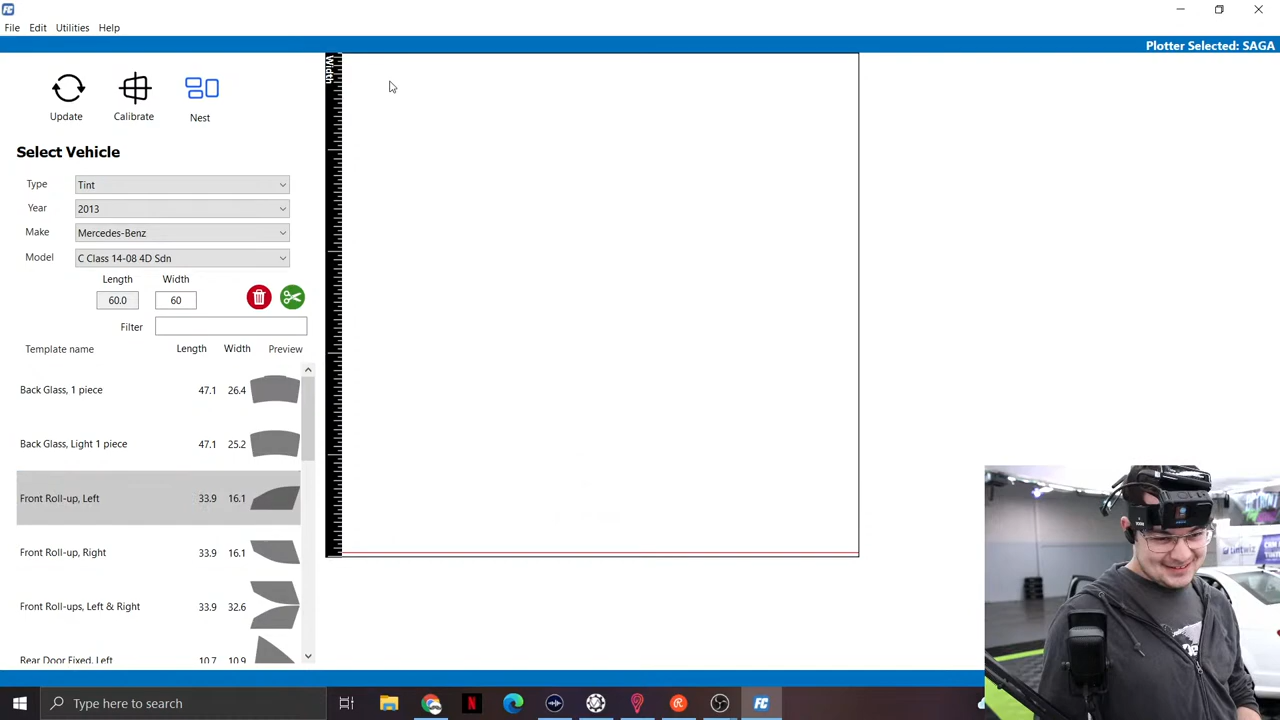 FC
File Edit Utilities Help
Plotter Selected: SAGA
Update Calibrate Nest
Select Vehicle
Type Tint
Year 2013
Make Mercedes-Benz
Model C Class 14-08 4D Sdn
Length Width
60.0 60
Filter
Template name Length Width Preview
Back Glass, 1 piece 47.1 26.4
Back Glass, Light 1 piece 47.1 25.2
Front Roll-up, Left 33.9 16.1
Front Roll-up, Right 33.9 16.1
Front Roll-ups, Left & Right 33.9 32.6
Rear Door Fixed, Left 10.7 10.9
Width
tintwiz
Type here to search
FC